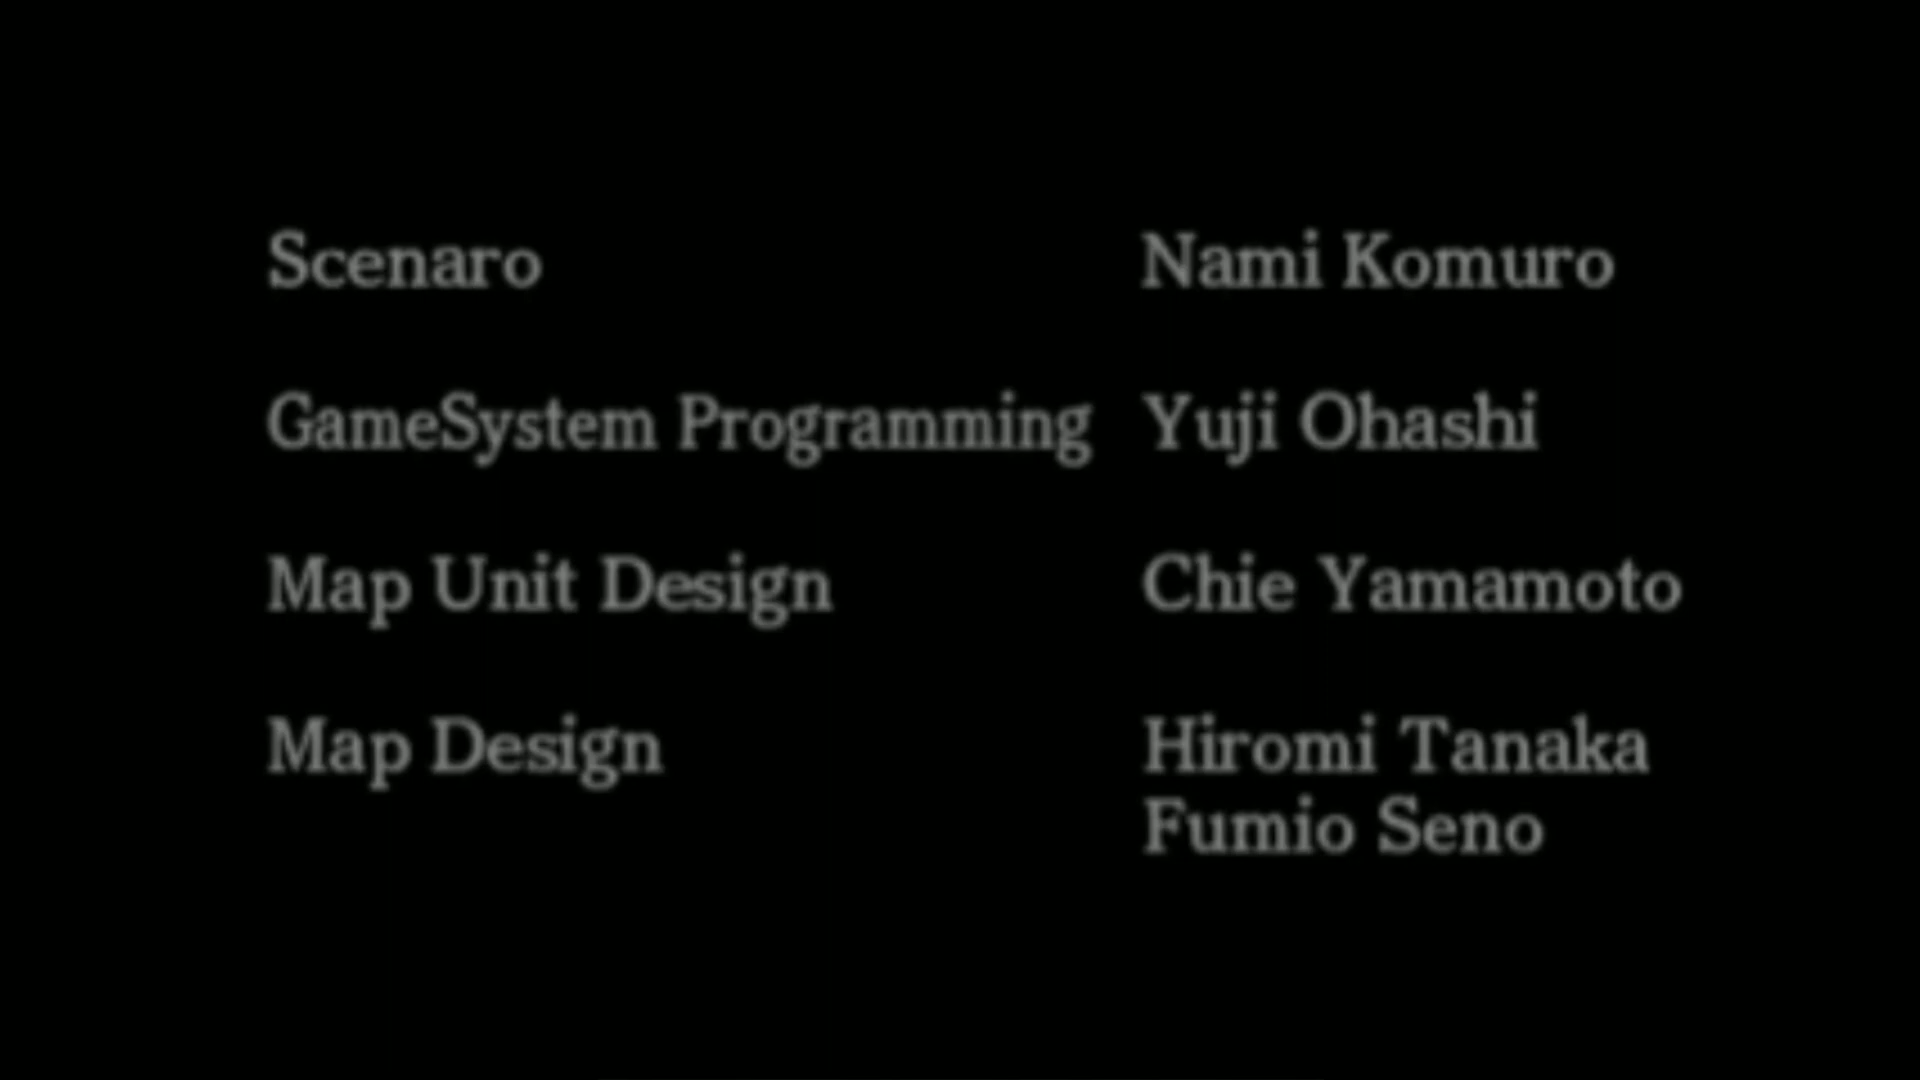 Scenaro Nami Komuro
GameSystem Programming Yuji Ohashi
Map Unit Design Chie Yamamoto
Map Design Hiromi Tanaka
Fumio Seno